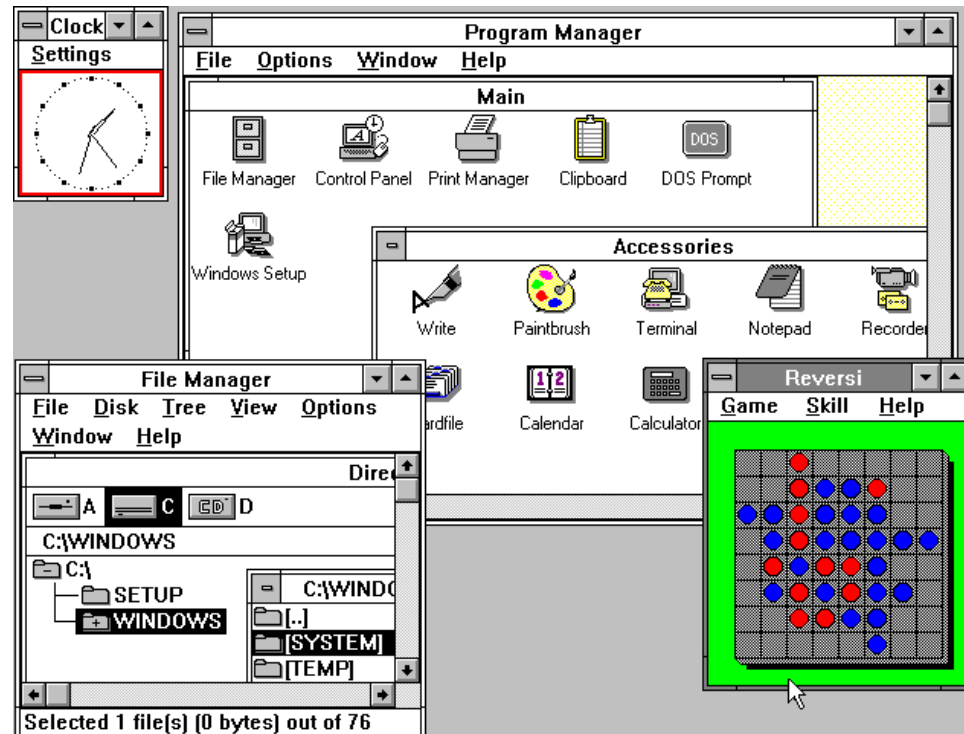 Clock
Settings
Program Manager
File Options Window Help
Main
File Manager Control Panel Print Manager Clipboard DOS Prompt
DOS
Windows Setup
Accessories
A
Write Paintbrush Terminal Notepad Recorder
ardfile Calendar Calculator
12
File Manager
File Disk Tree View Options
Window Help
Direc
A C CD D
C:\WINDOWS
C:\
SETUP
WINDOWS
C:\WINDO
[..]
[SYSTEM]
[TEMP]
Selected 1 file(s) (0 bytes) out of 76
Reversi
Game Skill Help